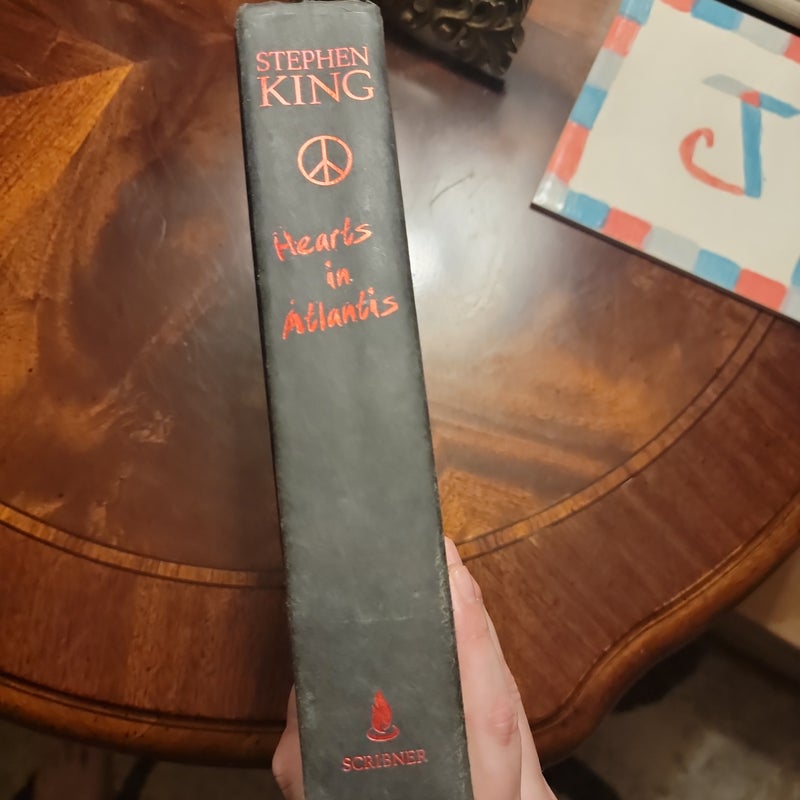 STEPHEN
KING
Hearts
in
Atlantis
SCRIBNER
J